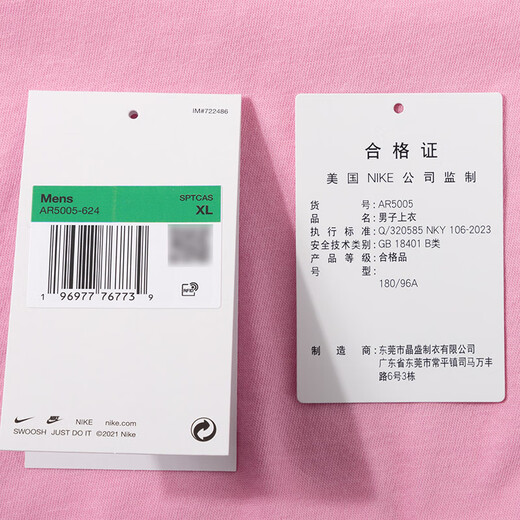 IM#722486
Mens
SPTCAS
AR5005-624
XL
1 96977 76773 9
RFID
NIKE nike.com
SWOOSH JUST DO IT ©2021 Nike
合格证
美国 NIKE 公司监制
货 号:AR5005
品 名:男子上衣
执行标准:Q/320585 NKY 106-2023
安全技术类别:GB 18401 B类
产品等级:合格品
号 型:
180/96A
制造商:东莞市晶盛制衣有限公司
广东省东莞市常平镇司马万丰
路6号3栋